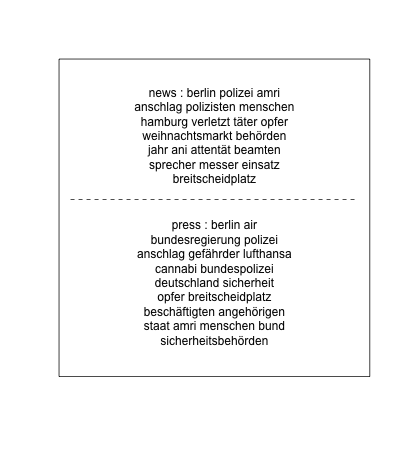 news : berlin polizei amri
anschlag polizisten menschen
hamburg verletzt täter opfer
weihnachtsmarkt behörden
jahr ani attentät beamten
sprecher messer einsatz
breitscheidplatz
press : berlin air
bundesregierung polizei
anschlag gefährder lufthansa
cannabi bundespolizei
deutschland sicherheit
opfer breitscheidplatz
beschäftigten angehörigen
staat amri menschen bund
sicherheitsbehörden